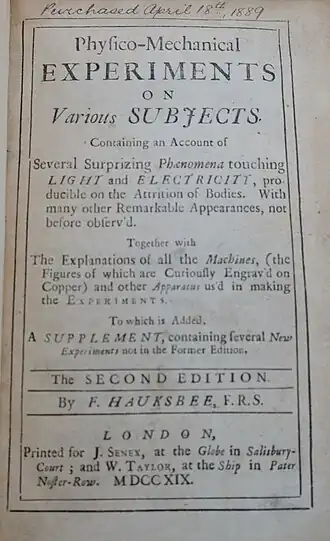 Purchased April 18th, 1889
Phyſico-Mechanical
EXPERIMENTS
ON
Various SUBJECTS.
Containing an Account of
Several Surprizing Phænomena touching
LIGHT and ELECTRICITY, pro-
ducible on the Attrition of Bodies. With
many other Remarkable Appearances, not
before obſerv'd.
Together with
The Explanations of all the Machines, (the
Figures of which are Curiouſly Engrav'd on
Copper) and other Apparatus us'd in making
the EXPERIMENTS.
To which is Added,
A SUPPLEMENT, containing ſeveral New
Experiments not in the Former Edition.
The SECOND EDITION.
By F. HAUKSBEE, F.R.S.
LONDON,
Printed for J. SENEX, at the Globe in Salisbury-
Court; and W. TAYLOR, at the Ship in Pater
Noſter-Row. MDCCXIX.